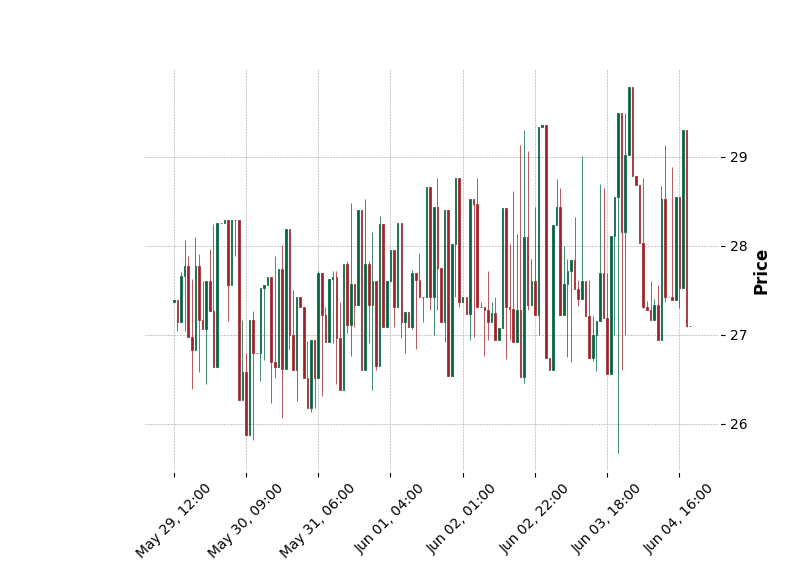 29
28
27
26
Price
May 29, 12:00
May 30, 09:00
May 31, 06:00
Jun 01, 04:00
Jun 02, 01:00
Jun 02, 22:00
Jun 03, 18:00
Jun 04, 16:00